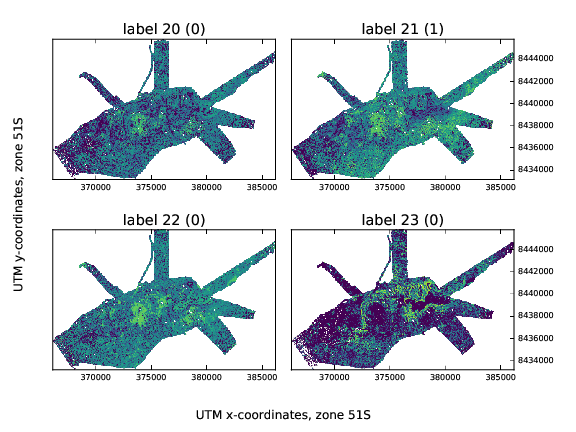 label 20 (0)
label 21 (1)
8444000
8442000
8440000
8438000
8436000
8434000
370000 375000 380000 385000
370000 375000 380000 385000
UTM y-coordinates, zone 51S
label 22 (0)
label 23 (0)
8444000
8442000
8440000
8438000
8436000
8434000
370000 375000 380000 385000
370000 375000 380000 385000
UTM x-coordinates, zone 51S